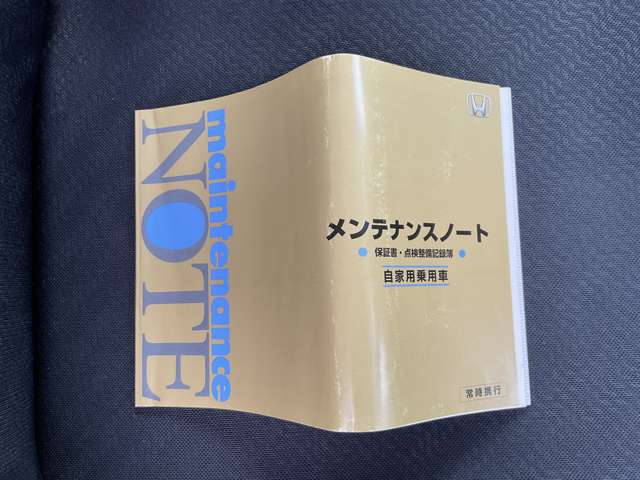 maintenance
NOTE
メンテナンスノート
保証書・点検整備記録簿
自家用乗用車
常時携行